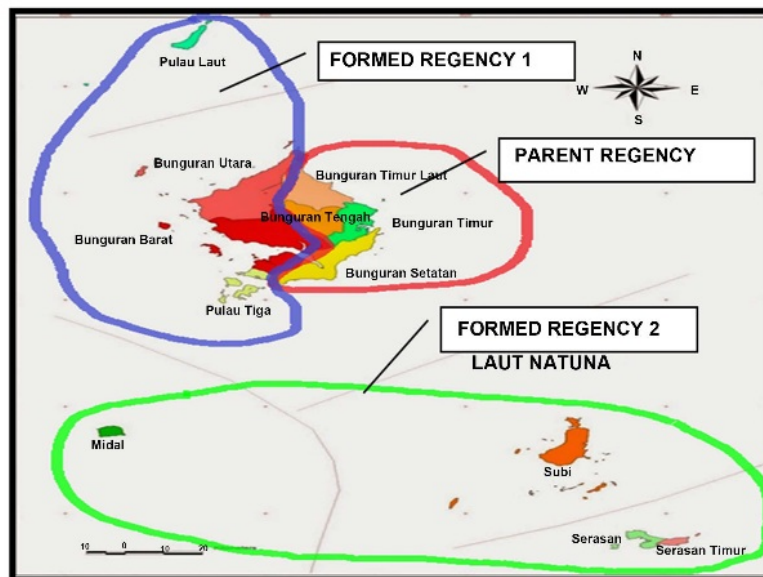 Pulau Laut
FORMED REGENCY 1
N
W E
S
Bunguran Utara
Bunguran Timur Laut
PARENT REGENCY
Bunguran Tengah
Bunguran Timur
Bunguran Barat
Bunguran Setatan
Pulau Tiga
FORMED REGENCY 2
LAUT NATUNA
Midal
Subi
Serasan
Serasan Timur
10 0 10 20